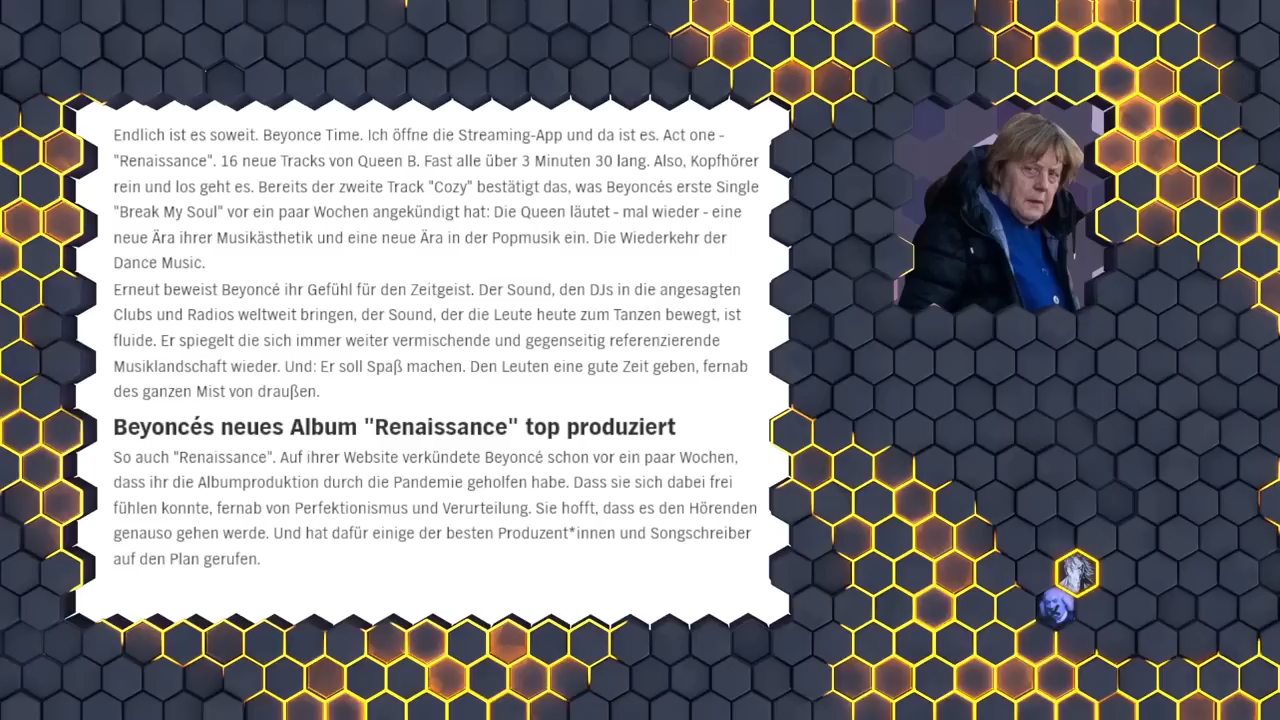 Endlich ist es soweit. Beyonce Time. Ich öffne die Streaming-App und da ist es. Act one -
"Renaissance". 16 neue Tracks von Queen B. Fast alle über 3 Minuten 30 lang. Also, Kopfhörer
rein und los geht es. Bereits der zweite Track "Cozy" bestätigt das, was Beyoncés erste Single
"Break My Soul" vor ein paar Wochen angekündigt hat: Die Queen läutet - mal wieder - eine
neue Ära ihrer Musikästhetik und eine neue Ära in der Popmusik ein. Die Wiederkehr der
Dance Music.
Erneut beweist Beyoncé ihr Gefühl für den Zeitgeist. Der Sound, den DJs in die angesagten
Clubs und Radios weltweit bringen, der Sound, der die Leute heute zum Tanzen bewegt, ist
fluide. Er spiegelt die sich immer weiter vermischende und gegenseitig referenzierende
Musiklandschaft wieder. Und: Er soll Spaß machen. Den Leuten eine gute Zeit geben, fernab
des ganzen Mist von draußen.
Beyoncés neues Album "Renaissance" top produziert
So auch "Renaissance". Auf ihrer Website verkündete Beyoncé schon vor ein paar Wochen,
dass ihr die Albumproduktion durch die Pandemie geholfen habe. Dass sie sich dabei frei
fühlen konnte, fernab von Perfektionismus und Verurteilung. Sie hofft, dass es den Hörenden
genauso gehen werde. Und hat dafür einige der besten Produzent*innen und Songschreiber
auf den Plan gerufen.